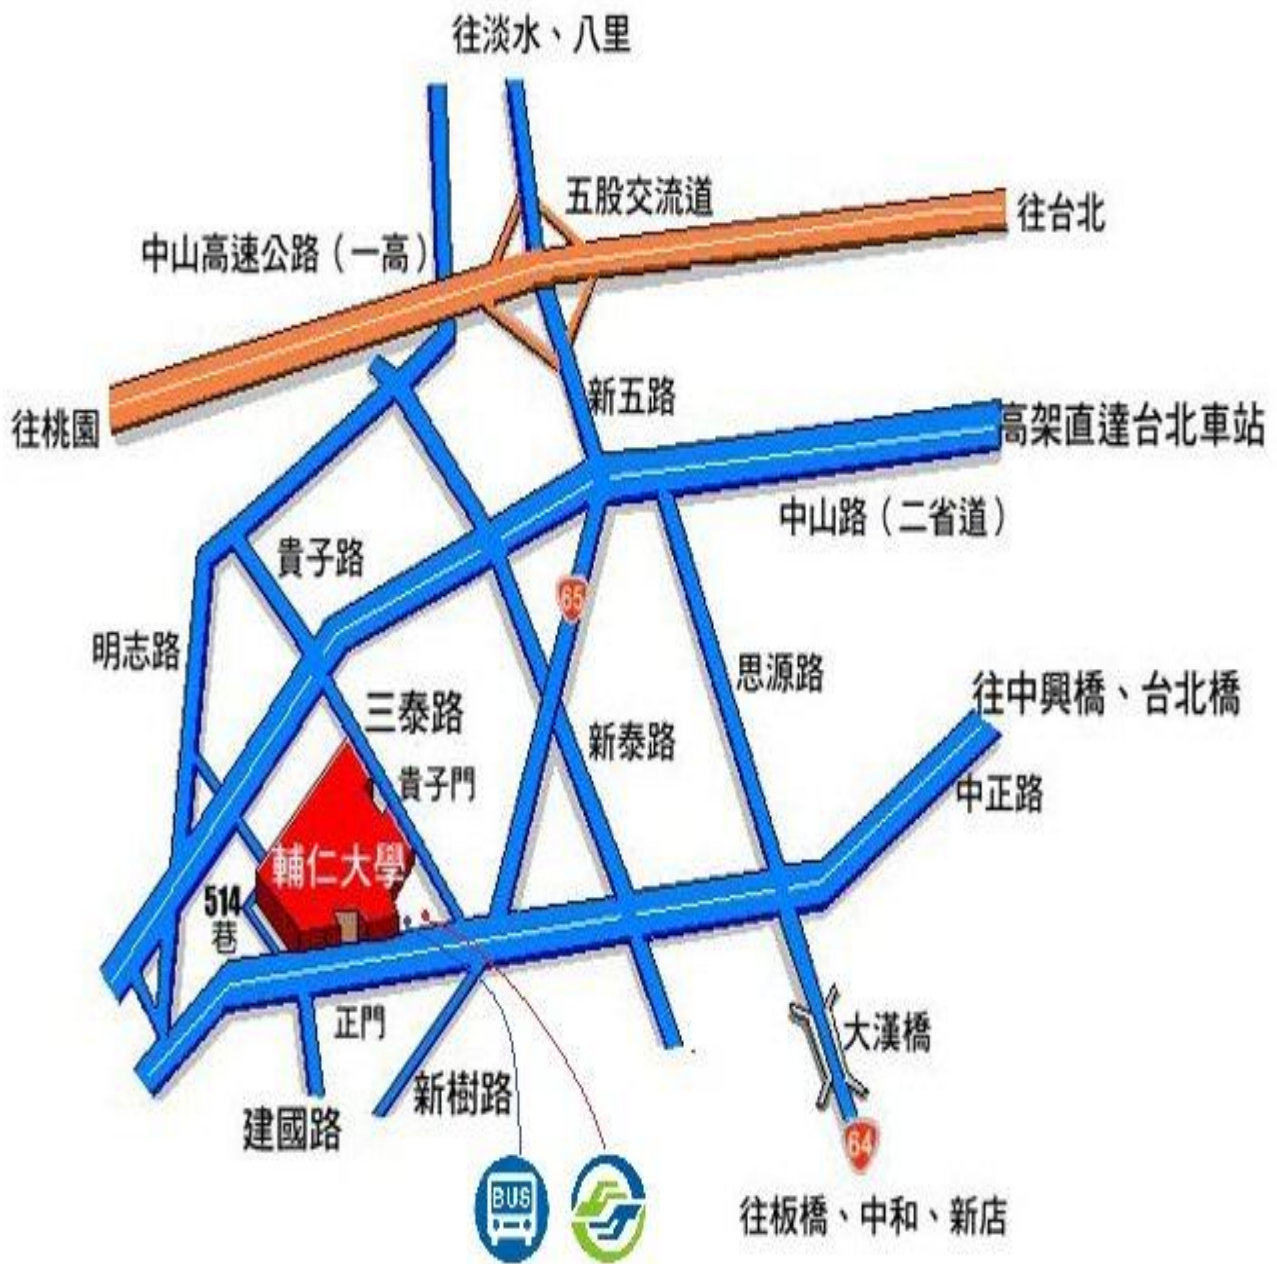 往淡水、八里
五股交流道
往台北
中山高速公路（一高）
新五路
往桃園
高架直達台北車站
中山路（二省道）
貴子路
65
明志路
思源路
往中興橋、台北橋
三泰路
新泰路
貴子門
中正路
輔仁大學
514
巷
正門
大漢橋
新樹路
建國路
64
BUS
往板橋、中和、新店